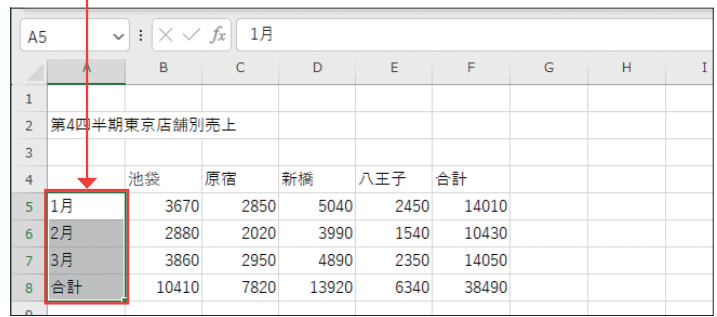 A5 fx 1月
A B C D E F G H I
1
2 第4四半期東京店舗別売上
3
4 池袋 原宿 新橋 八王子 合計
5 1月 3670 2850 5040 2450 14010
6 2月 2880 2020 3990 1540 10430
7 3月 3860 2950 4890 2350 14050
8 合計 10410 7820 13920 6340 38490